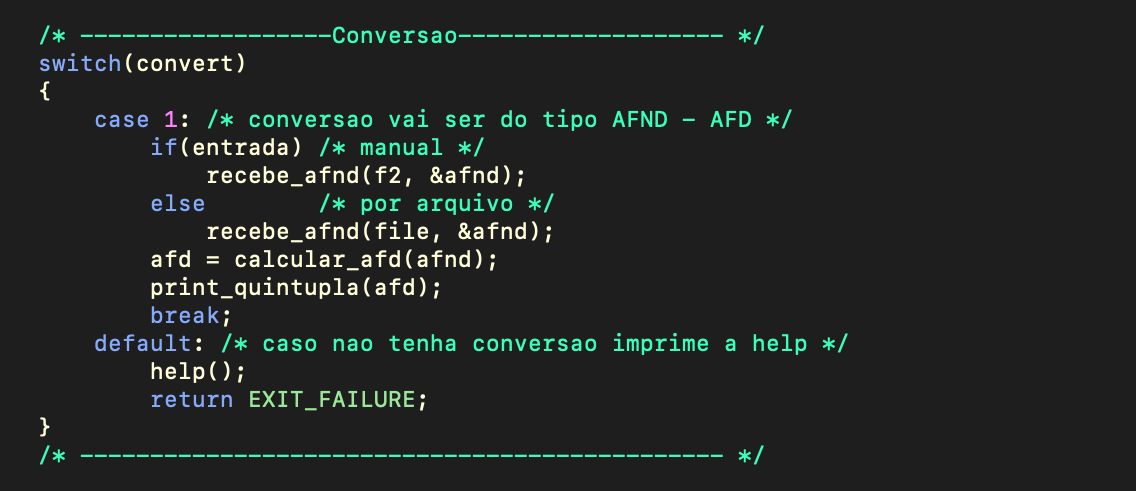 /* ------------------Conversao------------------- */
switch(convert)
{
    case 1: /* conversao vai ser do tipo AFND - AFD */
        if(entrada) /* manual */
            recebe_afnd(f2, &afnd);
        else        /* por arquivo */
            recebe_afnd(file, &afnd);
        afd = calcular_afd(afnd);
        print_quintupla(afd);
        break;
    default: /* caso nao tenha conversao imprime a help */
        help();
        return EXIT_FAILURE;
}
/* ---------------------------------------------- */